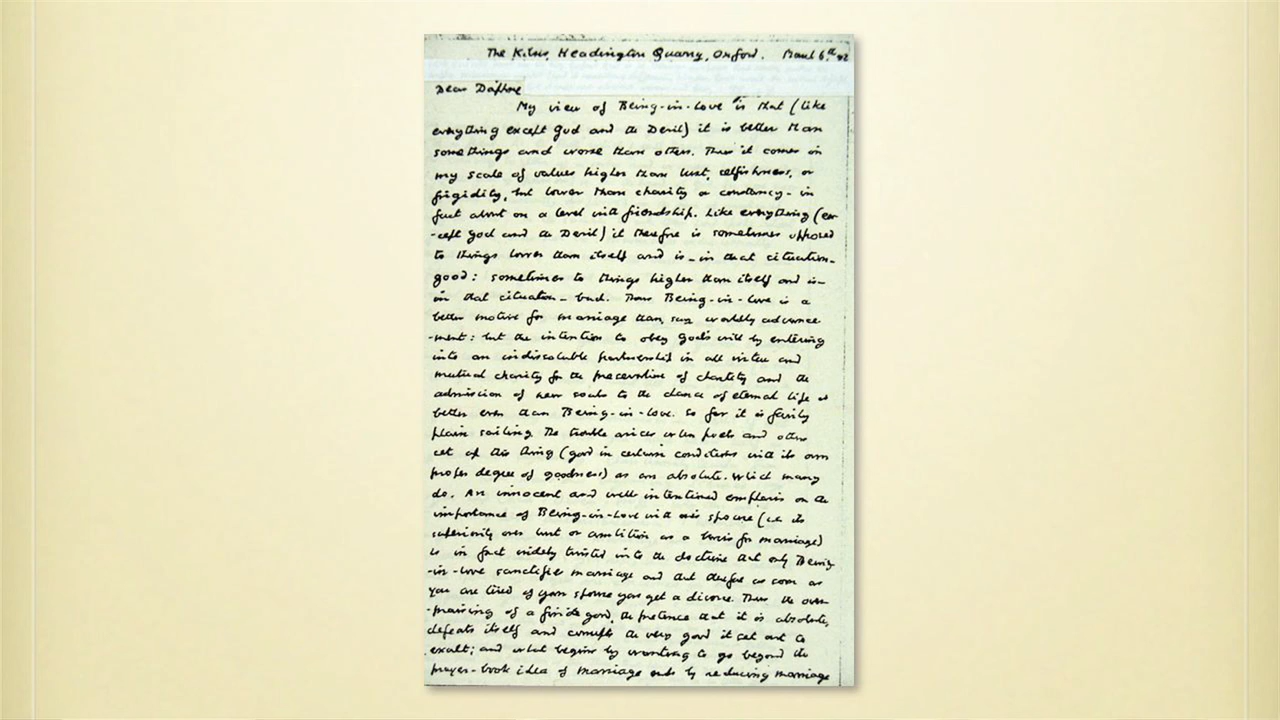 The Kilns, Headington Quarry, Oxford. March 6th 42
Dear Daphne
My view of Being-in-Love is that (like
everything except God and the Devil) it is better than
some things and worse than others. Thus it comes in
my scale of values higher than lust, selfishness, or
frigidity, but lower than charity or constancy - in
fact about on a level with friendship. Like everything (ex-
-cept God and the Devil) it therefore is sometimes opposed
to things lower than itself and is - in that situation -
good: sometimes to things higher than itself and is -
in that situation - bad. Thus Being-in-love is a
better motive for marriage than, say, worldly advance
-ment: but the intention to obey God's will by entering
into an indissoluble partnership in all virtue and
mutual charity for the preservation of chastity and the
admission of new souls to the chance of eternal life is
better even than Being-in-love. So far it is fairly
plain sailing. The trouble arises when poets and others
set up this thing (good in certain conditions with its own
proper degree of goodness) as an absolute. Which many
do. An innocent and well intentioned emphasis on the
importance of Being-in-Love with one's spouse (i.e. its
superiority over lust or ambition as a basis for marriage)
is in fact widely twisted into the doctrine that only Being-
-in-love sanctifies marriage and that therefore as soon as
you are tired of your spouse you get a divorce. Thus the over-
-praising of a finite good, the pretence that it is absolute,
defeats itself and corrupts the very good it set out to
exalt; and what begins by wanting to go beyond the
prayer-book idea of marriage ends by reducing marriage